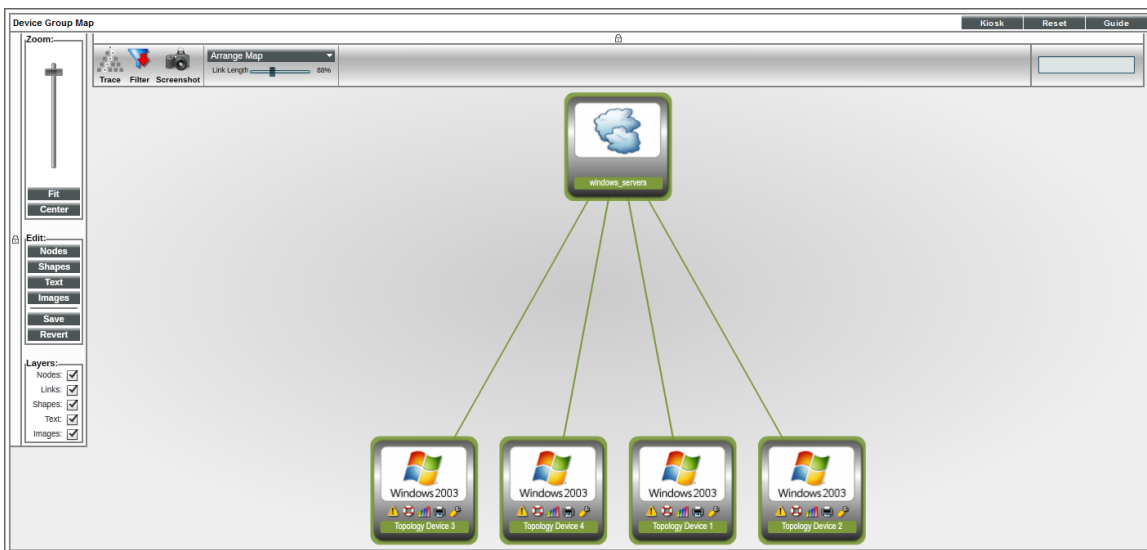 Device Group Map
Kiosk Reset Guide
Zoom:
Trace Filter Screenshot
Arrange Map
Link Length 88%
Fit
Center
Edit:
Nodes
Shapes
Text
Images
Save
Revert
Layers:
Nodes:
Links:
Shapes:
Text:
Images:
windows_servers
Windows2003
Topology Device 3
Windows2003
Topology Device 4
Windows2003
Topology Device 1
Windows2003
Topology Device 2